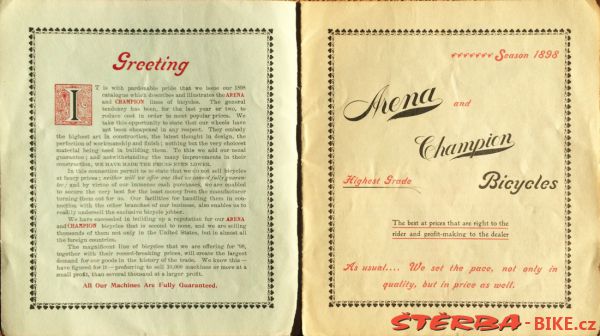 Greeting
IT is with pardonable pride that we issue our 1898
catalogue which describes and illustrates the ARENA
and CHAMPION lines of bicycles. The general
tendency has been, for the last year or two, to
reduce cost in order to meet popular prices. We
take this opportunity to state that our wheels have
not been cheapened in any respect. They embody
the highest art in construction, the latest thought in design, the
perfection of workmanship and finish; nothing but the very choicest
material being used in building them. To this we add our usual
guarantee; and notwithstanding the many improvements in their
construction, WE HAVE MADE THE PRICES EVEN LOWER.
In this connection permit us to state that we do not sell bicycles
at fancy prices; neither will we offer one that we cannot fully guaran-
tee; and by virtue of our immense cash purchases, we are enabled
to secure the very best for the least money from the manufacturer
turning them out for us. Our facilities for handling them in con-
nection with the other branches of our business, also enables us to
readily undersell the exclusive bicycle jobber.
We have succeeded in building up a reputation for our ARENA
and CHAMPION bicycles that is second to none, and we are selling
thousands of them not only in the United States, but in almost all
the foreign countries.
The magnificent line of bicycles that we are offering for '98,
together with their record-breaking prices, will create the largest
demand for our goods in the history of the trade. We know this—
have figured for it—preferring to sell 10,000 machines or more at a
small profit, than several thousand at a larger profit.
All Our Machines Are Fully Guaranteed.
Season 1898
Arena and
Champion
Highest Grade Bicycles
The best at prices that are right to the
rider and profit-making to the dealer
As usual.... We set the pace, not only in
quality, but in price as well.
ŠTĚRBA-BIKE.cz